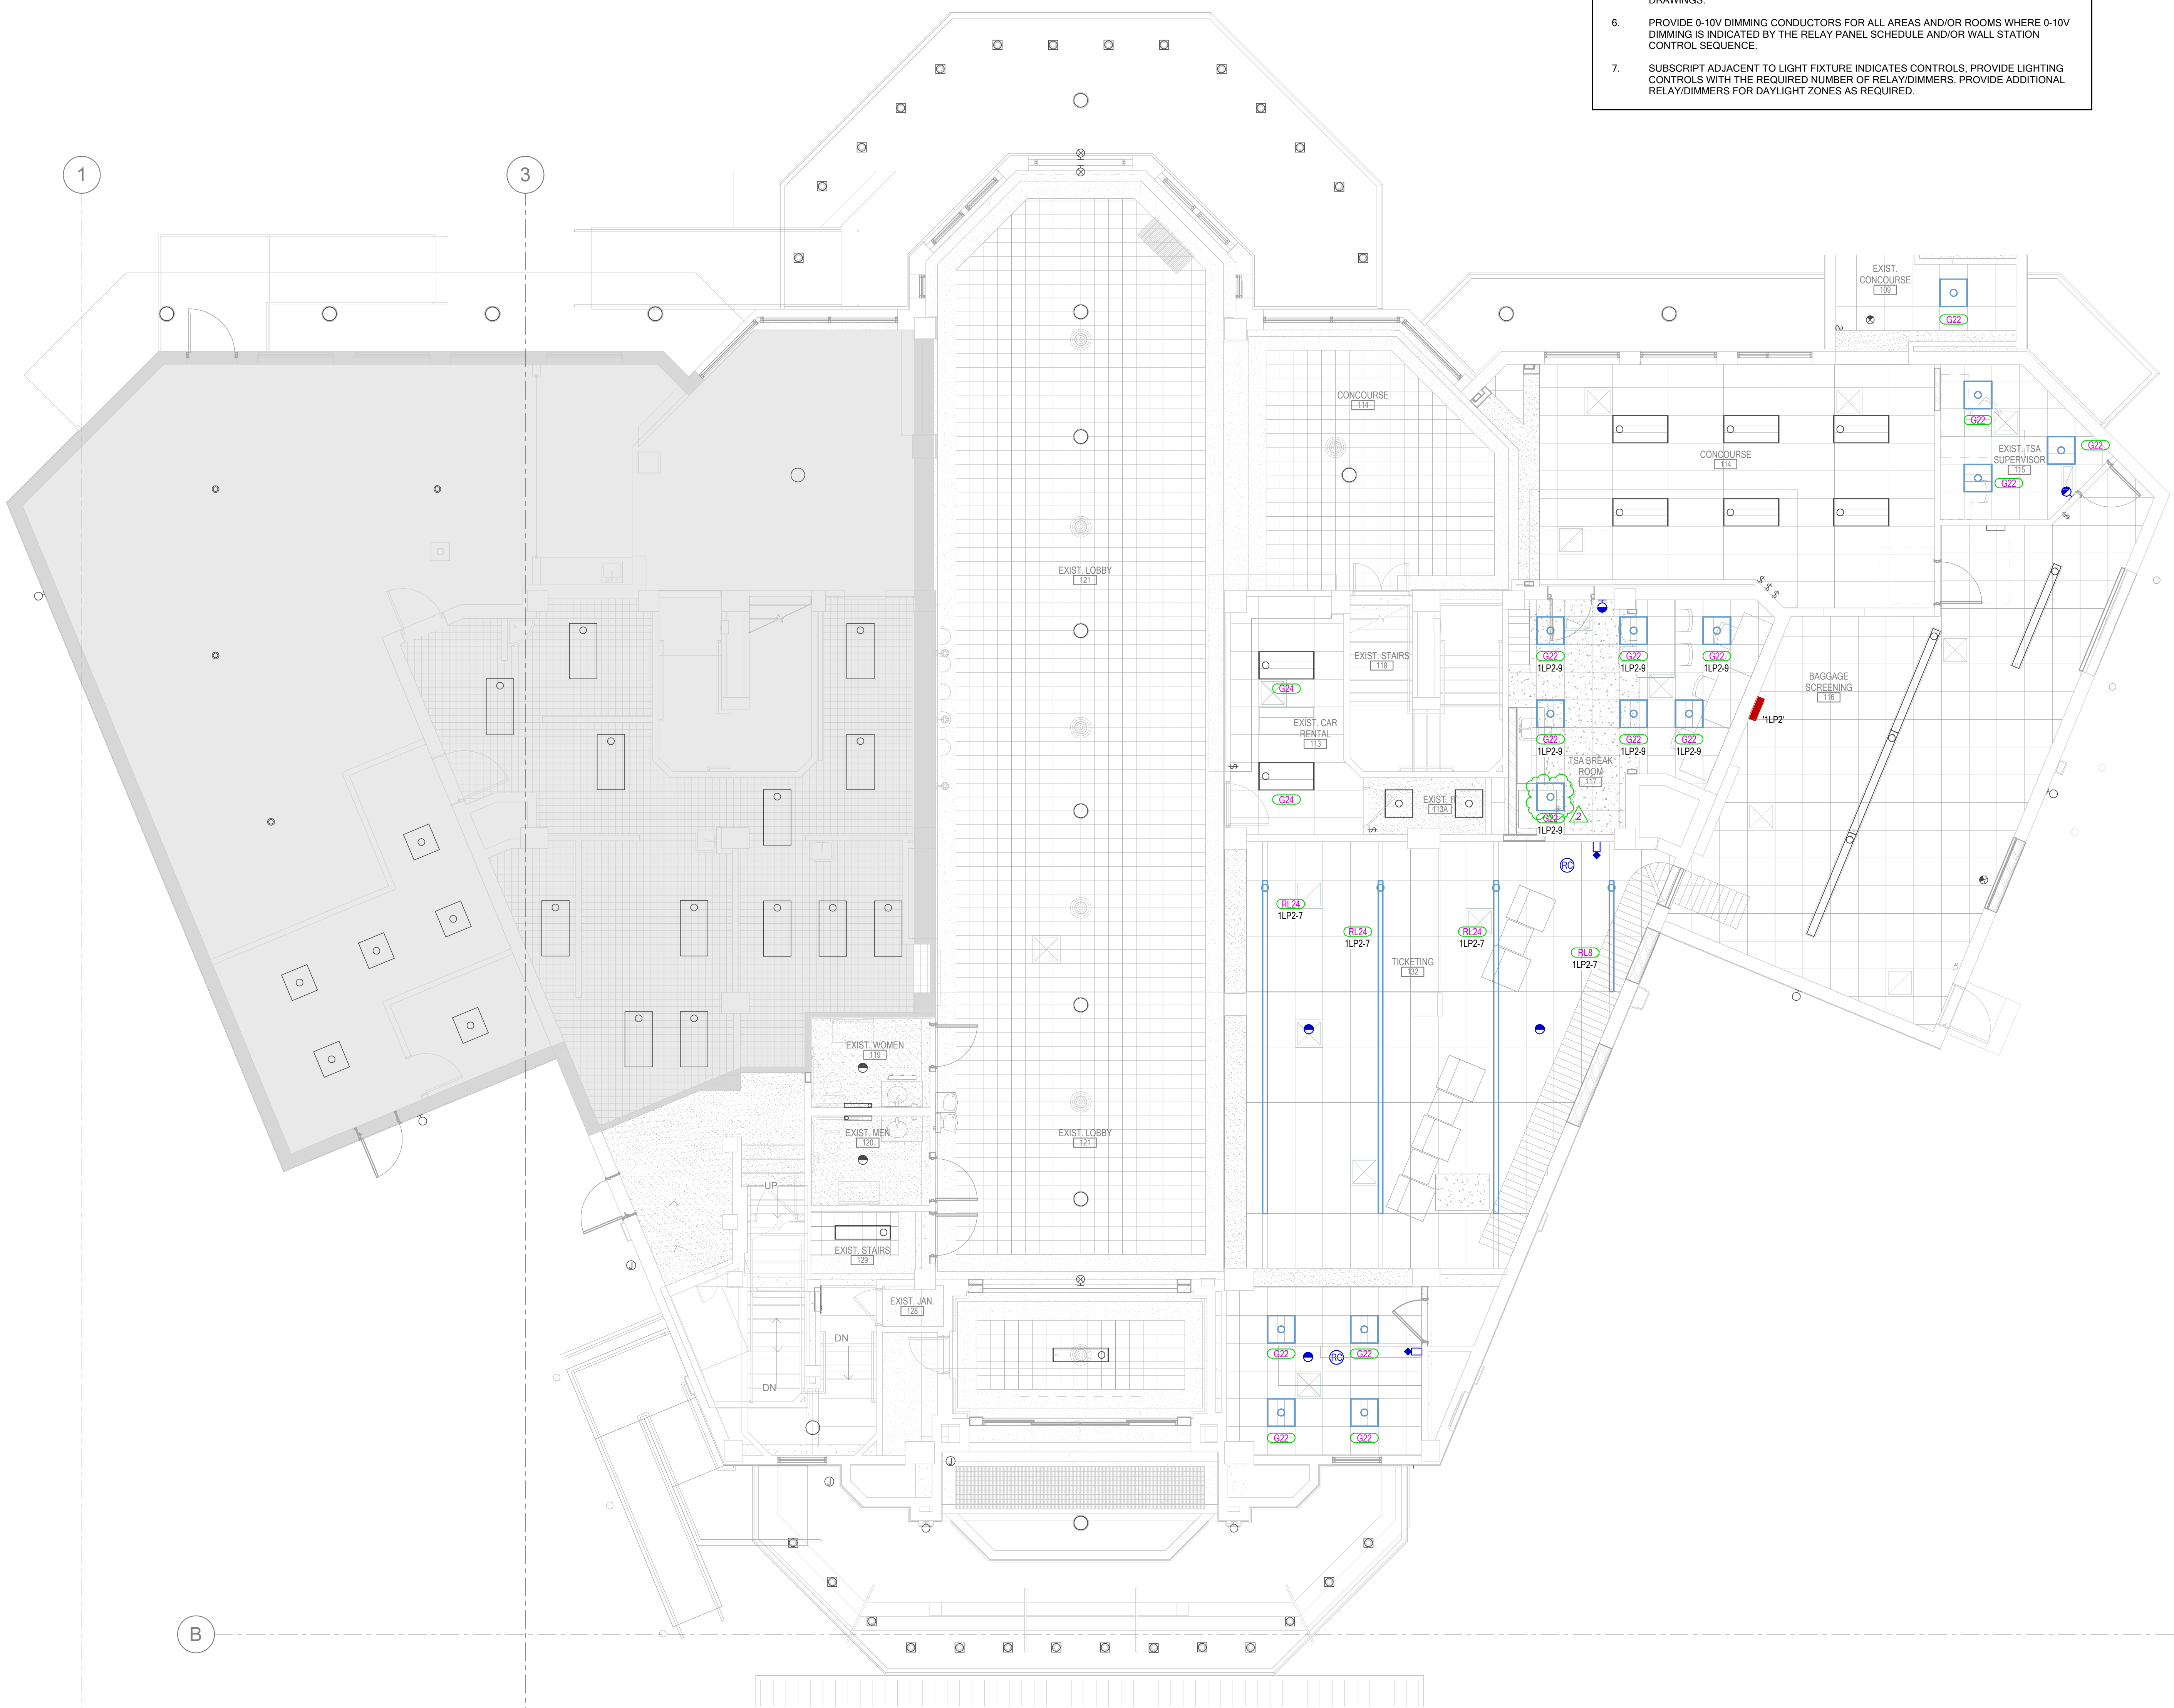 DRAWINGS.
6. PROVIDE 0-10V DIMMING CONDUCTORS FOR ALL AREAS AND/OR ROOMS WHERE 0-10V
DIMMING IS INDICATED BY THE RELAY PANEL SCHEDULE AND/OR WALL STATION
CONTROL SEQUENCE.
7. SUBSCRIPT ADJACENT TO LIGHT FIXTURE INDICATES CONTROLS, PROVIDE LIGHTING
CONTROLS WITH THE REQUIRED NUMBER OF RELAY/DIMMERS. PROVIDE ADDITIONAL
RELAY/DIMMERS FOR DAYLIGHT ZONES AS REQUIRED.
1
3
EXIST.
CONCOURSE
109
G22
CONCOURSE
114
G22
CONCOURSE
114
G22
EXIST. TSA
SUPERVISOR
115
G22
$
$
EXIST. LOBBY
121
$ $ $
EXIST. STAIRS
118
G22
1LP2-9
G22
1LP2-9
G22
1LP2-9
BAGGAGE
SCREENING
116
G24
'1LP2'
EXIST. CAR
RENTAL
113
G22
1LP2-9
G22
1LP2-9
G22
1LP2-9
TSA BREAK
ROOM
117
$
G24
EXIST. IT
113A
$
G22
2
1LP2-9
RC
RL24
1LP2-7
RL24
1LP2-7
RL24
1LP2-7
RL8
1LP2-7
TICKETING
132
EXIST. WOMEN
119
EXIST. MEN
120
EXIST. LOBBY
121
UP
EXIST. STAIRS
129
J
EXIST. JAN.
128
DN
G22
RC
G22
DN
G22
G22
J
J
B